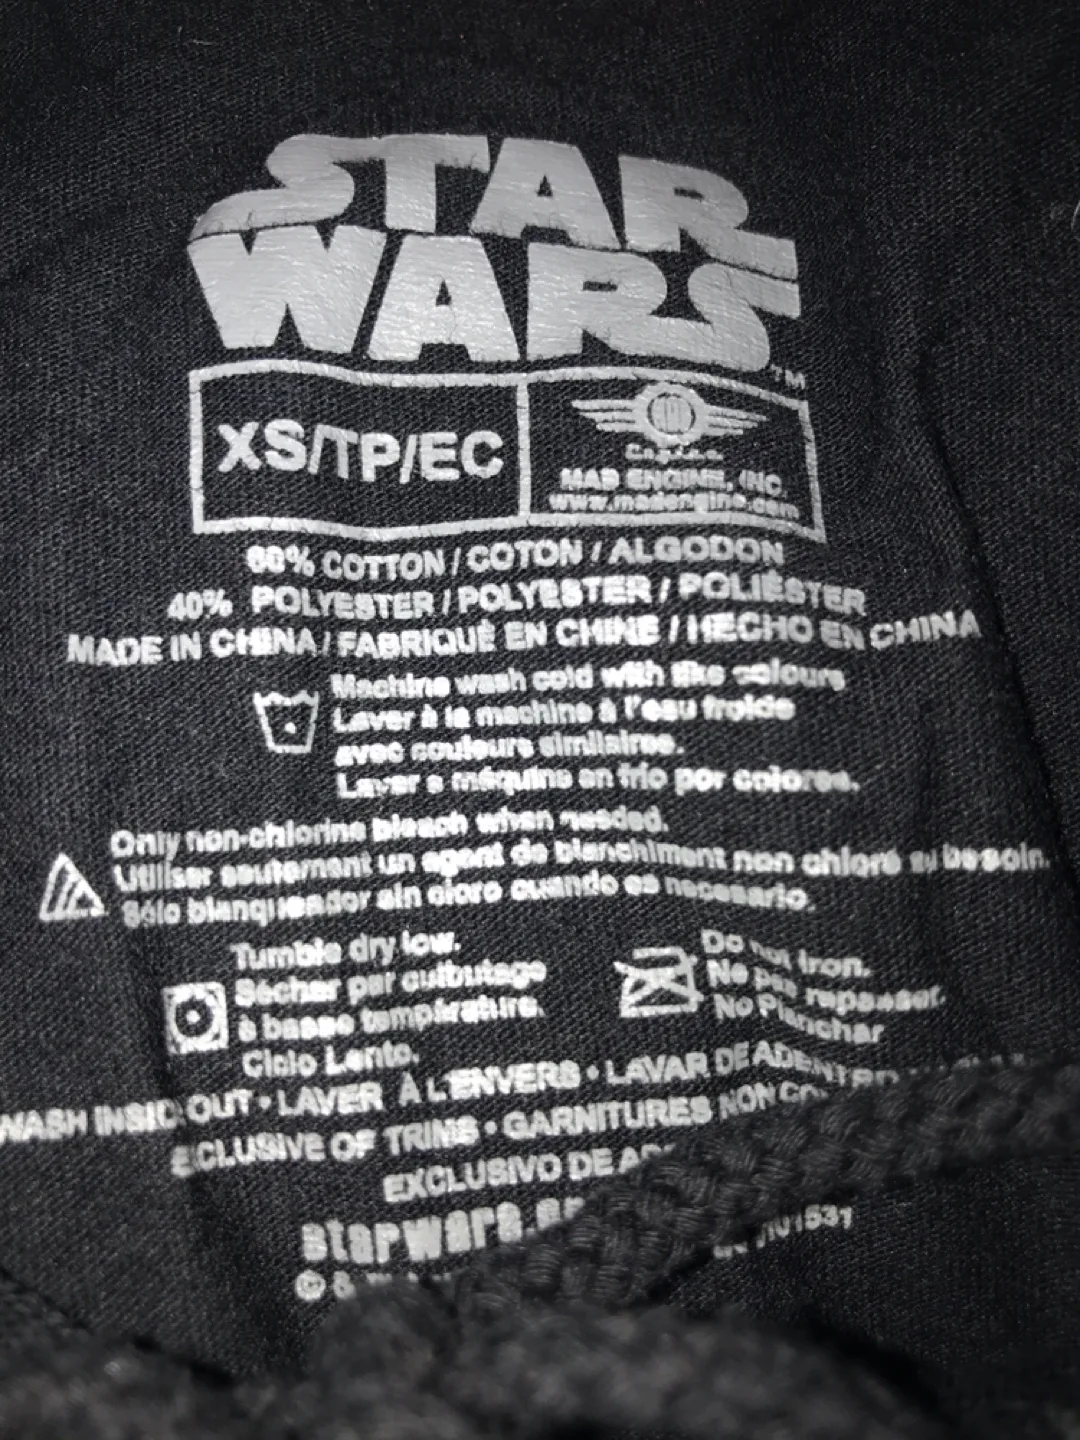 STAR
WARS
TM
XS/TP/EC
MAD ENGINE, INC.
www.madengine.com
60% COTTON / COTON / ALGODON
40% POLYESTER / POLYESTER / POLIÉSTER
MADE IN CHINA / FABRIQUÉ EN CHINE / HECHO EN CHINA
Machine wash cold with like colours
Laver à la machine à l'eau froide
avec couleurs similaires.
Lavar a máquina en frío por colores.
Only non-chlorine bleach when needed.
Utiliser seulement un agent de blanchiment non chloré au besoin.
Sólo blanqueador sin cloro cuando es necesario.
Tumble dry low.
Sécher par culbutage
à basse température.
Ciclo Lento.
Do not Iron.
Ne pas repasser.
No Planchar
WASH INSIDE OUT • LAVER À L'ENVERS • LAVAR DE ADENTRO
EXCLUSIVE OF TRIMS • GARNITURES NON
EXCLUSIVO DE
©